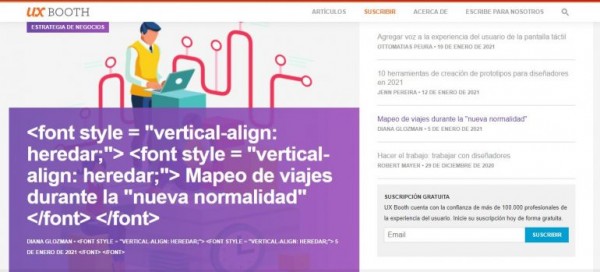 UX BOOTH
ARTÍCULOS SUSCRIBIR ACERCA DE ESCRIBE PARA NOSOTROS
ESTRATEGIA DE NEGOCIOS
<font style = "vertical-align:
heredar;"> <font style = "vertical-
align: heredar;"> Mapeo de viajes
durante la "nueva normalidad"
</font> </font>
DIANA GLOZMAN • <FONT STYLE = "VERTICAL-ALIGN: HEREDAR;"> <FONT STYLE = "VERTICAL-ALIGN: HEREDAR;"> 5
DE ENERO DE 2021 </FONT> </FONT>
Agregar voz a la experiencia del usuario de la pantalla táctil
OTTOMATIAS PEURA • 19 DE ENERO DE 2021
10 herramientas de creación de prototipos para diseñadores
en 2021
JENN PEREIRA • 12 DE ENERO DE 2021
Mapeo de viajes durante la "nueva normalidad"
DIANA GLOZMAN • 5 DE ENERO DE 2021
Hacer el trabajo: trabajar con diseñadores
ROBERT MAYER • 29 DE DICIEMBRE DE 2020
SUSCRIPCIÓN GRATUITA
UX Booth cuenta con la confianza de más de 100.000 profesionales de
la experiencia del usuario. Inicie su suscripción hoy de forma gratuita.
Email SUSCRIBIR